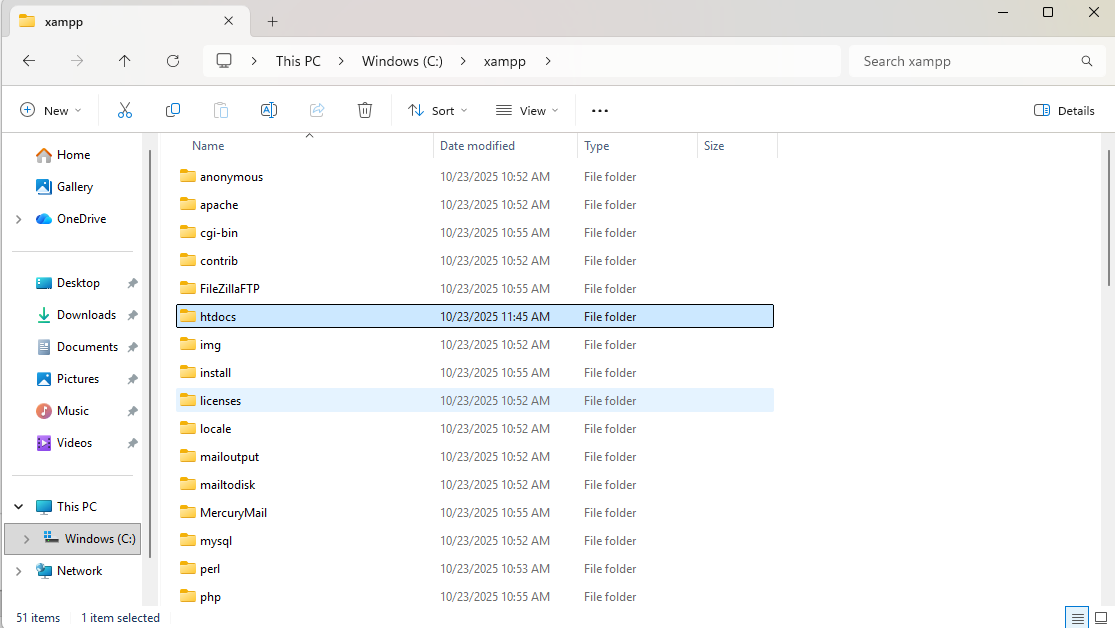 xampp
This PC > Windows (C:) > xampp >
Search xampp
New
Sort
View
Details
Name Date modified Type Size
Home
Gallery
OneDrive
Desktop
Downloads
Documents
Pictures
Music
Videos
This PC
Windows (C:)
Network
anonymous 10/23/2025 10:52 AM File folder
apache 10/23/2025 10:52 AM File folder
cgi-bin 10/23/2025 10:55 AM File folder
contrib 10/23/2025 10:52 AM File folder
FileZillaFTP 10/23/2025 10:55 AM File folder
htdocs 10/23/2025 11:45 AM File folder
img 10/23/2025 10:52 AM File folder
install 10/23/2025 10:55 AM File folder
licenses 10/23/2025 10:52 AM File folder
locale 10/23/2025 10:52 AM File folder
mailoutput 10/23/2025 10:52 AM File folder
mailtodisk 10/23/2025 10:52 AM File folder
MercuryMail 10/23/2025 10:55 AM File folder
mysql 10/23/2025 10:52 AM File folder
perl 10/23/2025 10:53 AM File folder
php 10/23/2025 10:55 AM File folder
51 items 1 item selected